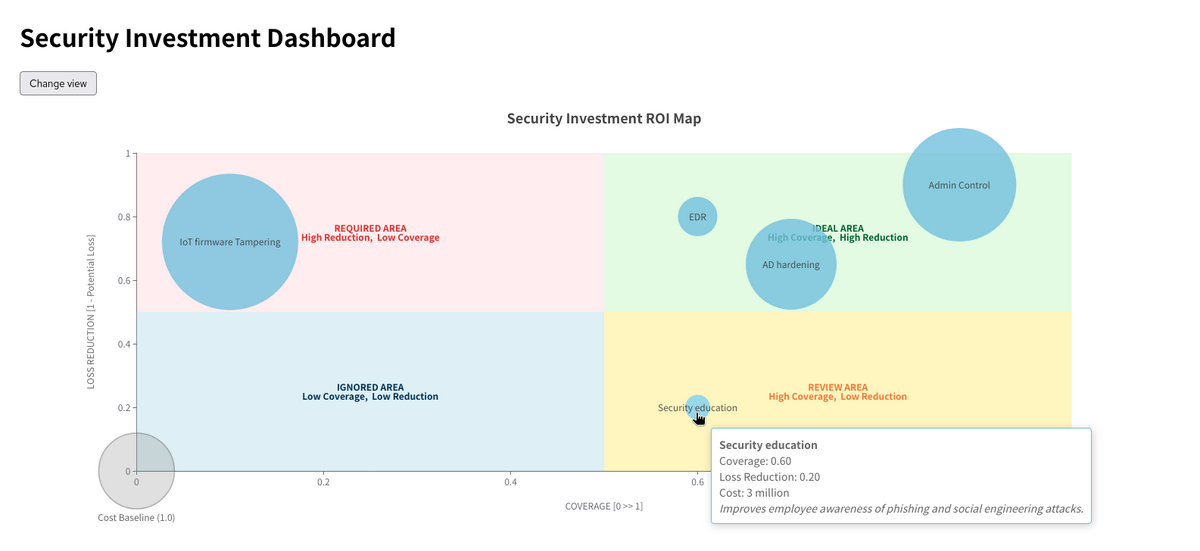 Security Investment Dashboard
Change view
Security Investment ROI Map
1
0.8
0.6
0.4
0.2
0
LOSS REDUCTION [1 - Potential Loss]
IoT firmware Tampering
REQUIRED AREA
High Reduction, Low Coverage
EDR
IDEAL AREA
High Coverage, High Reduction
Admin Control
AD hardening
IGNORED AREA
Low Coverage, Low Reduction
REVIEW AREA
High Coverage, Low Reduction
Security education
Security education
Coverage: 0.60
Loss Reduction: 0.20
Cost: 3 million
Improves employee awareness of phishing and social engineering attacks.
0
0.2
0.4
0.6
COVERAGE [0 >> 1]
Cost Baseline (1.0)